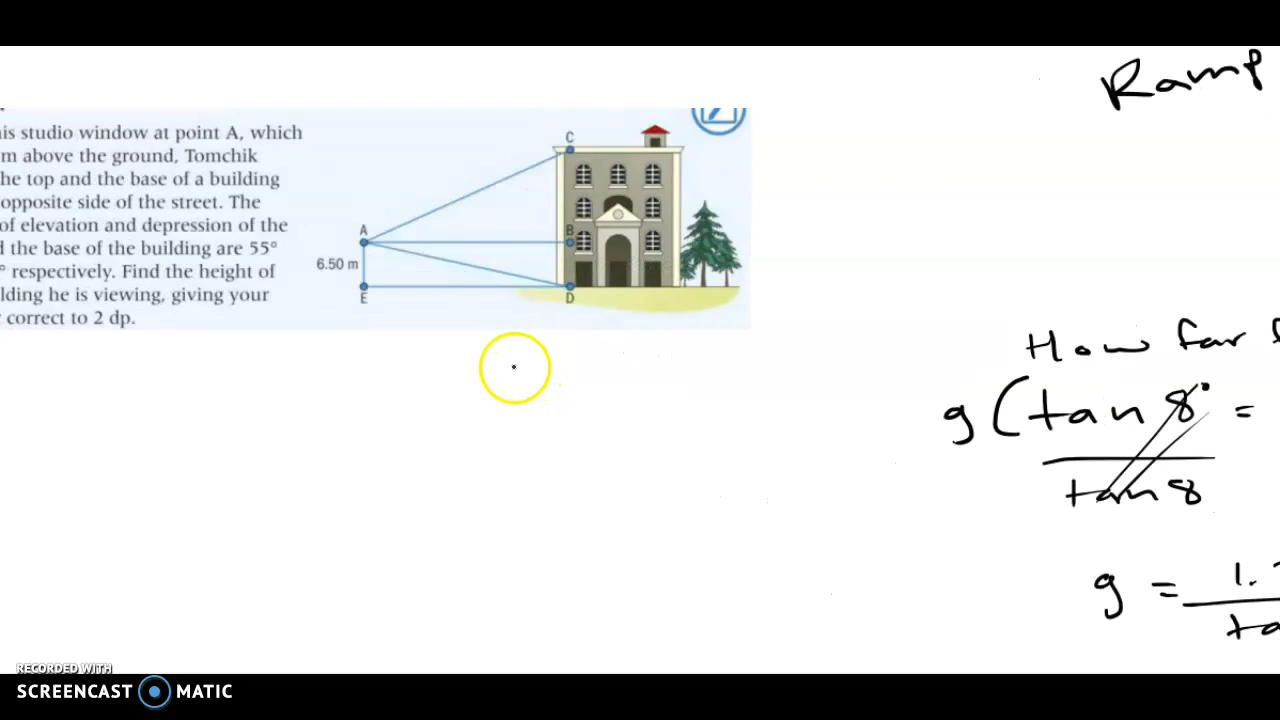 Ramp
his studio window at point A, which
m above the ground, Tomchik
he top and the base of a building
opposite side of the street. The
of elevation and depression of the
d the base of the building are 55°
° respectively. Find the height of
lding he is viewing, giving your
correct to 2 dp.
C
A
B
6.50 m
E
D
How far
g (tan 8° =
tan 8
g = 1.
ta
RECORDED WITH
SCREENCAST MATIC